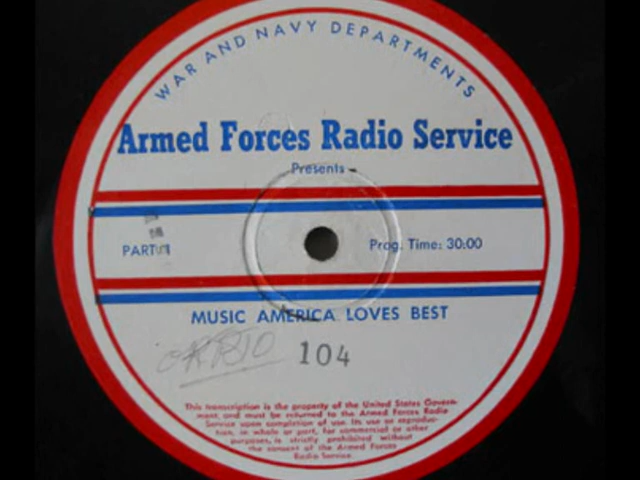 WAR AND NAVY DEPARTMENTS
Armed Forces Radio Service
Presents
PART 1
Prog. Time: 30:00
MUSIC AMERICA LOVES BEST
104
This transcription is the property of the United States Govern-
ment, and must be returned to the Armed Forces Radio
Service upon completion of use. Its use or reproduc-
tion, in whole or part, for commercial or other
purposes, is strictly prohibited without
the consent of the Armed Forces
Radio Service.